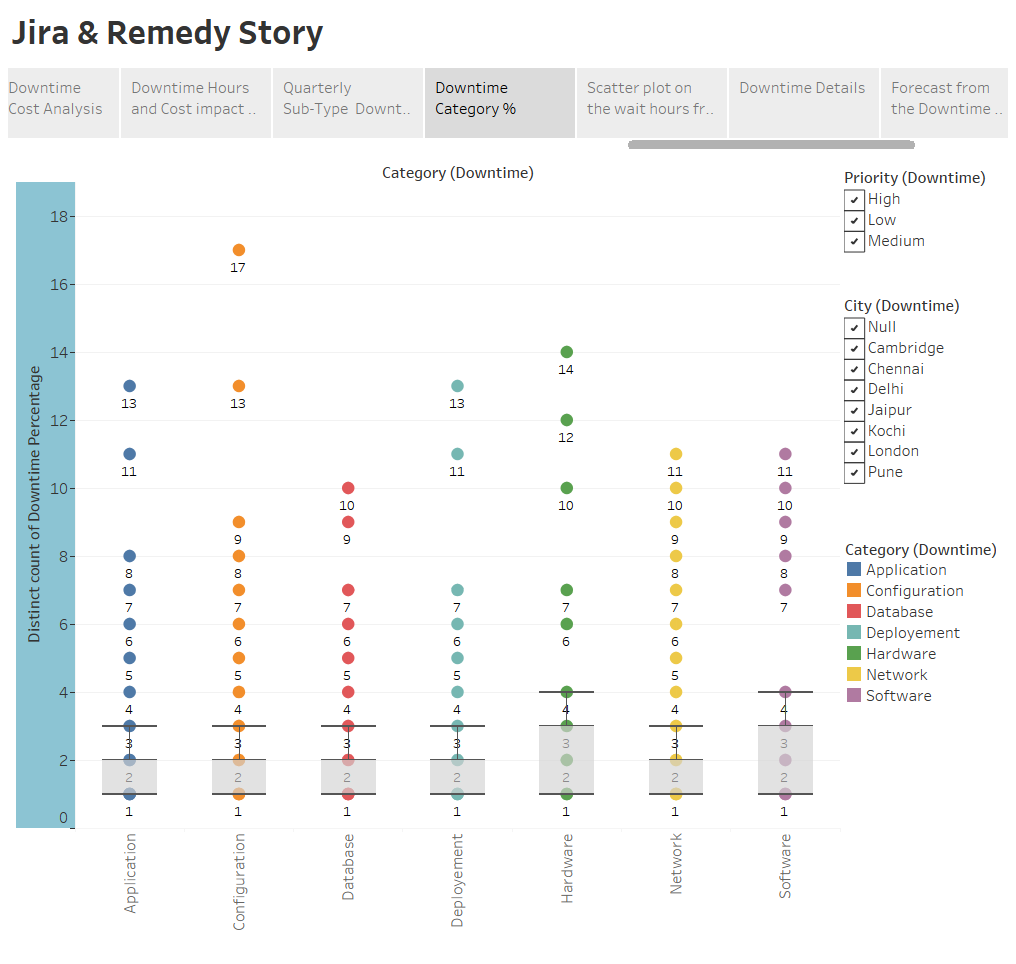 Jira & Remedy Story
Downtime
Cost Analysis
Downtime Hours
and Cost impact ..
Quarterly
Sub-Type Downt..
Downtime
Category %
Scatter plot on
the wait hours fr..
Downtime Details
Forecast from
the Downtime ..
Category (Downtime)
Distinct count of Downtime Percentage
18
16
14
12
10
8
6
4
2
0
13
11
8
7
6
5
4
3
2
1
17
13
9
8
7
6
5
4
3
2
1
10
9
7
6
5
4
3
2
1
13
11
7
6
5
4
3
2
1
14
12
10
7
6
4
3
2
1
11
10
9
8
7
6
5
4
3
2
1
11
10
9
8
7
4
3
2
1
Application
Configuration
Database
Deployement
Hardware
Network
Software
Priority (Downtime)
High
Low
Medium
City (Downtime)
Null
Cambridge
Chennai
Delhi
Jaipur
Kochi
London
Pune
Category (Downtime)
Application
Configuration
Database
Deployement
Hardware
Network
Software